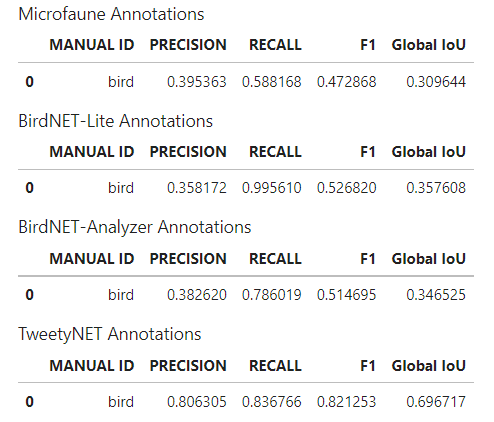 Microfaune Annotations
MANUAL ID PRECISION RECALL F1 Global IoU
0 bird 0.395363 0.588168 0.472868 0.309644
BirdNET-Lite Annotations
MANUAL ID PRECISION RECALL F1 Global IoU
0 bird 0.358172 0.995610 0.526820 0.357608
BirdNET-Analyzer Annotations
MANUAL ID PRECISION RECALL F1 Global IoU
0 bird 0.382620 0.786019 0.514695 0.346525
TweetyNET Annotations
MANUAL ID PRECISION RECALL F1 Global IoU
0 bird 0.806305 0.836766 0.821253 0.696717